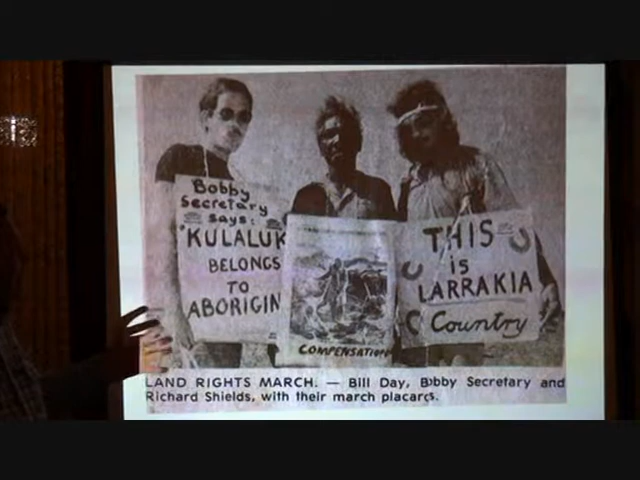 Bobby
Secretary
says:
"KULALUK
BELONGS
TO
ABORIGIN
COMPENSATION
THIS
is
LARRAKIA
Country
LAND RIGHTS MARCH. — Bill Day, Bobby Secretary and
Richard Shields, with their march placards.